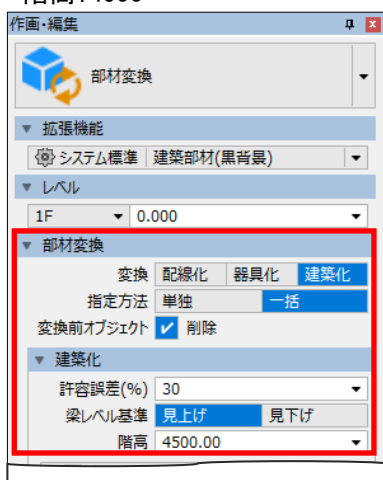 作画･編集
部材変換
拡張機能
システム標準 建築部材(黒背景)
レベル
1F 0.000
部材変換
変換 配線化 器具化 建築化
指定方法 単独 一括
変換前オブジェクト 削除
建築化
許容誤差(%) 30
梁レベル基準 見上げ 見下げ
階高 4500.00